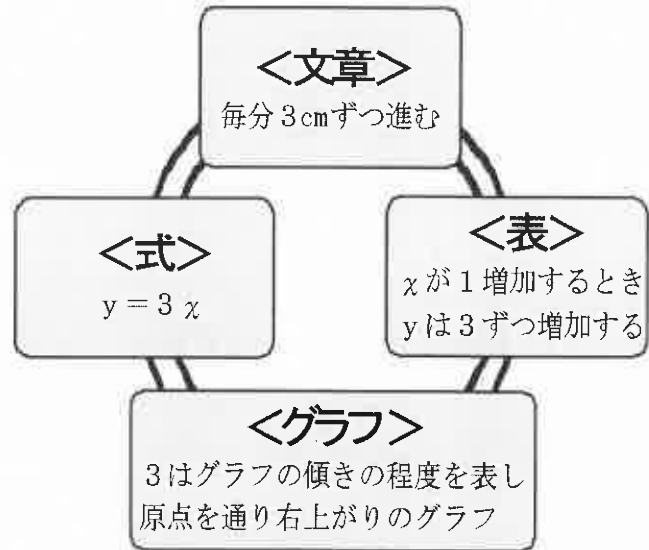 <文章>
毎分3cmずつ進む
<式>
y=3χ
<表>
χが1増加するとき
yは3ずつ増加する
<グラフ>
3はグラフの傾きの程度を表し
原点を通り右上がりのグラフ